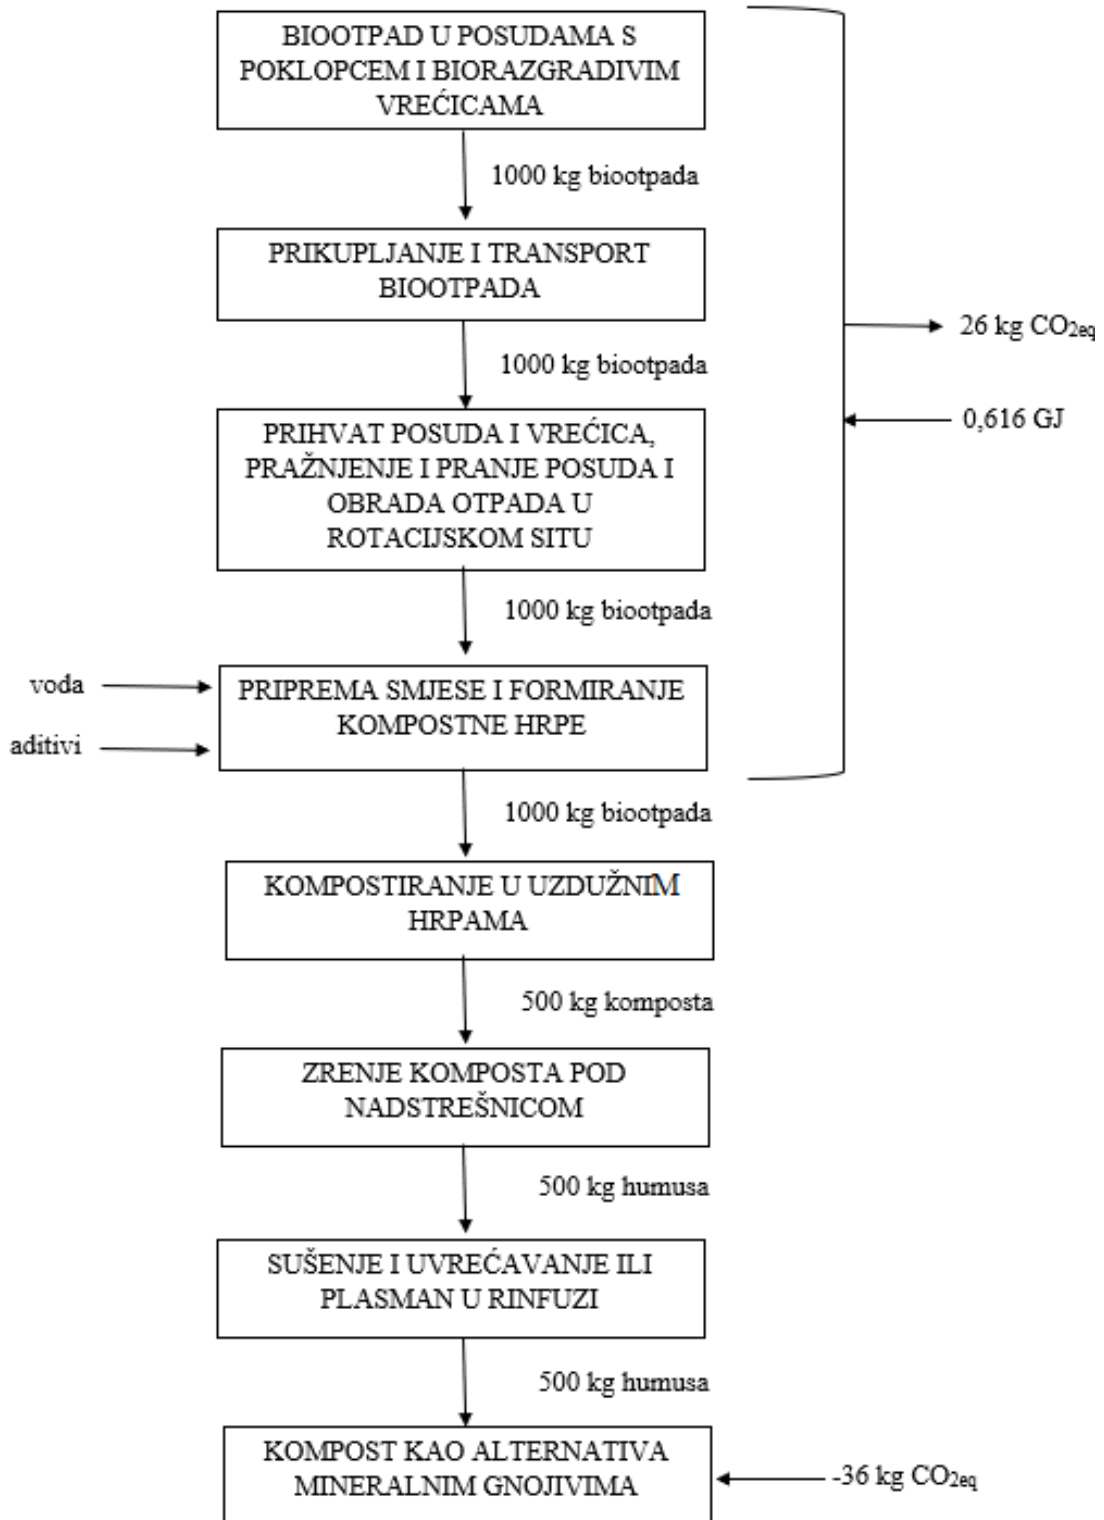 BIOOTPAD U POSUDAMA S
POKLOPCEM I BIORAZGRADIVIM
VREĆICAMA
1000 kg biootpada
PRIKUPLJANJE I TRANSPORT
BIOOTPADA
26 kg CO2eq
1000 kg biootpada
0,616 GJ
PRIHVAT POSUDA I VREĆICA,
PRAŽNJENJE I PRANJE POSUDA I
OBRADA OTPADA U
ROTACIJSKOM SITU
1000 kg biootpada
voda
aditivi
PRIPREMA SMJESE I FORMIRANJE
KOMPOSTNE HRPE
1000 kg biootpada
KOMPOSTIRANJE U UZDUŽNIM
HRPAMA
500 kg komposta
ZRENJE KOMPOSTA POD
NADSTREŠNICOM
500 kg humusa
SUŠENJE I UVREĆAVANJE ILI
PLASMAN U RINFUZI
500 kg humusa
KOMPOST KAO ALTERNATIVA
MINERALNIM GNOJIVIMA
-36 kg CO2eq